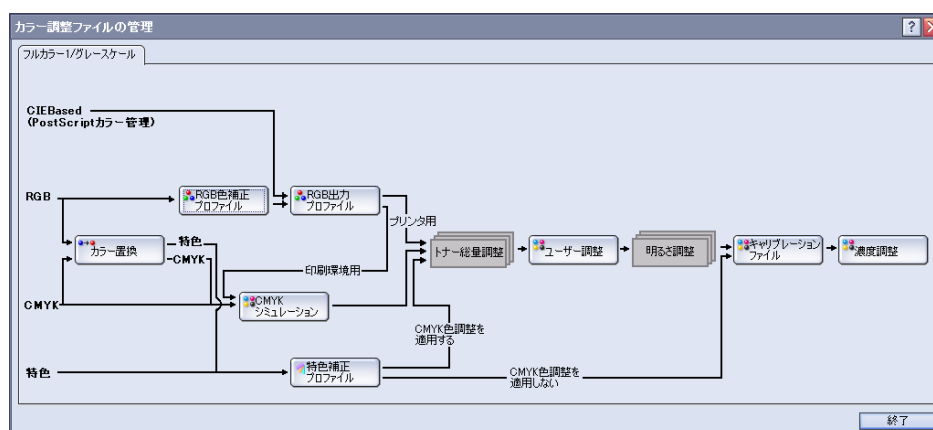 カラー調整ファイルの管理
?
フルカラー1/グレースケール
CIEBased
(PostScriptカラー管理)
RGB
RGB色補正
プロファイル
RGB出力
プロファイル
プリンタ用
カラー置換
特色
CMYK
トナー総量調整
ユーザー調整
明るさ調整
キャリブレーション
ファイル
濃度調整
印刷環境用
CMYK
CMYK
シミュレーション
CMYK色調整を
適用する
特色
特色補正
プロファイル
CMYK色調整を
適用しない
終了